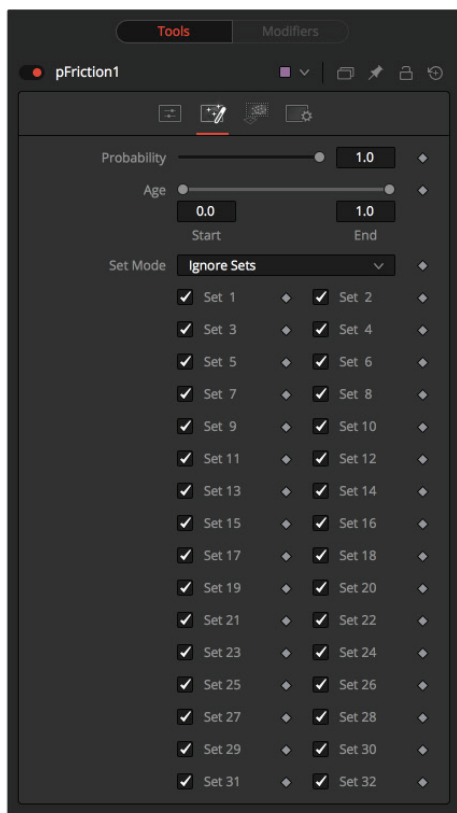 Tools Modifiers
pFriction1
Probability 1.0
Age
0.0 1.0
Start End
Set Mode Ignore Sets
Set 1 Set 2
Set 3 Set 4
Set 5 Set 6
Set 7 Set 8
Set 9 Set 10
Set 11 Set 12
Set 13 Set 14
Set 15 Set 16
Set 17 Set 18
Set 19 Set 20
Set 21 Set 22
Set 23 Set 24
Set 25 Set 26
Set 27 Set 28
Set 29 Set 30
Set 31 Set 32